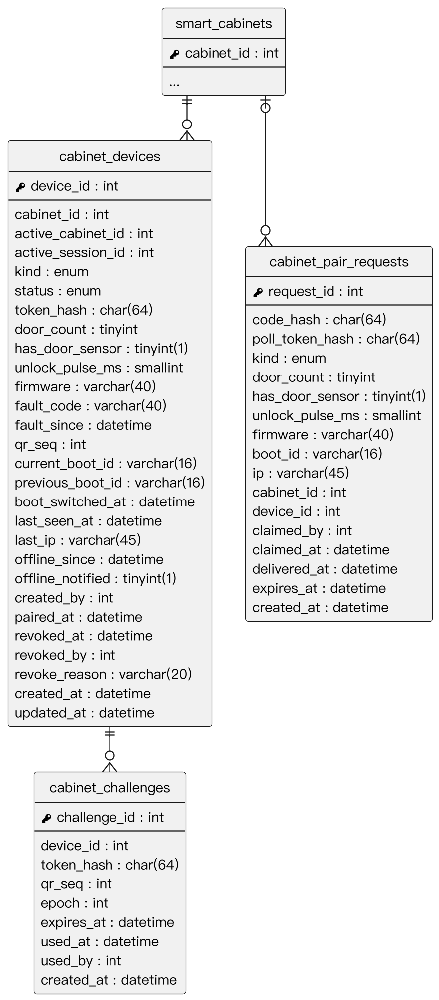 smart_cabinets
cabinet_id : int
...
cabinet_devices
device_id : int
cabinet_id : int
active_cabinet_id : int
active_session_id : int
kind : enum
status : enum
token_hash : char(64)
door_count : tinyint
has_door_sensor : tinyint(1)
unlock_pulse_ms : smallint
firmware : varchar(40)
fault_code : varchar(40)
fault_since : datetime
qr_seq : int
current_boot_id : varchar(16)
previous_boot_id : varchar(16)
boot_switched_at : datetime
last_seen_at : datetime
last_ip : varchar(45)
offline_since : datetime
offline_notified : tinyint(1)
created_by : int
paired_at : datetime
revoked_at : datetime
revoked_by : int
revoke_reason : varchar(20)
created_at : datetime
updated_at : datetime
cabinet_pair_requests
request_id : int
code_hash : char(64)
poll_token_hash : char(64)
kind : enum
door_count : tinyint
has_door_sensor : tinyint(1)
unlock_pulse_ms : smallint
firmware : varchar(40)
boot_id : varchar(16)
ip : varchar(45)
cabinet_id : int
device_id : int
claimed_by : int
claimed_at : datetime
delivered_at : datetime
expires_at : datetime
created_at : datetime
cabinet_challenges
challenge_id : int
device_id : int
token_hash : char(64)
qr_seq : int
epoch : int
expires_at : datetime
used_at : datetime
used_by : int
created_at : datetime